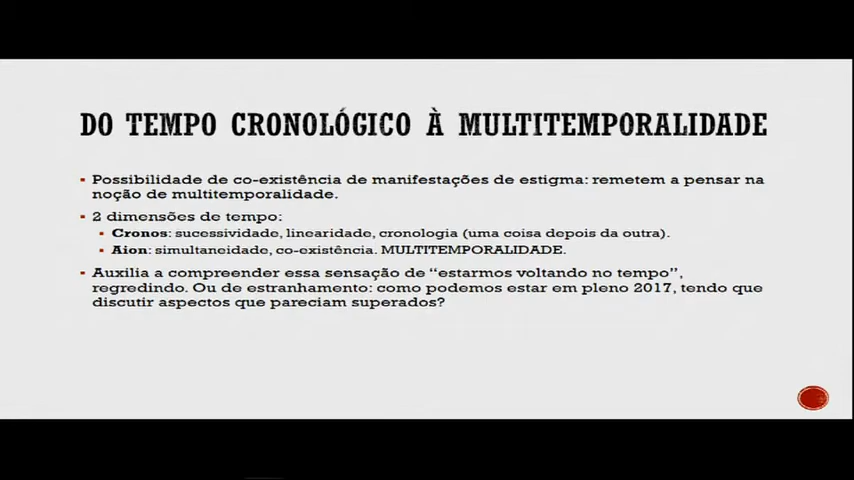 DO TEMPO CRONOLÓGICO À MULTITEMPORALIDADE
Possibilidade de co-existência de manifestações de estigma: remetem a pensar na
noção de multitemporalidade.
2 dimensões de tempo:
Cronos: sucessividade, linearidade, cronologia (uma coisa depois da outra).
Aion: simultaneidade, co-existência. MULTITEMPORALIDADE.
Auxilia a compreender essa sensação de “estarmos voltando no tempo”,
regredindo. Ou de estranhamento: como podemos estar em pleno 2017, tendo que
discutir aspectos que pareciam superados?